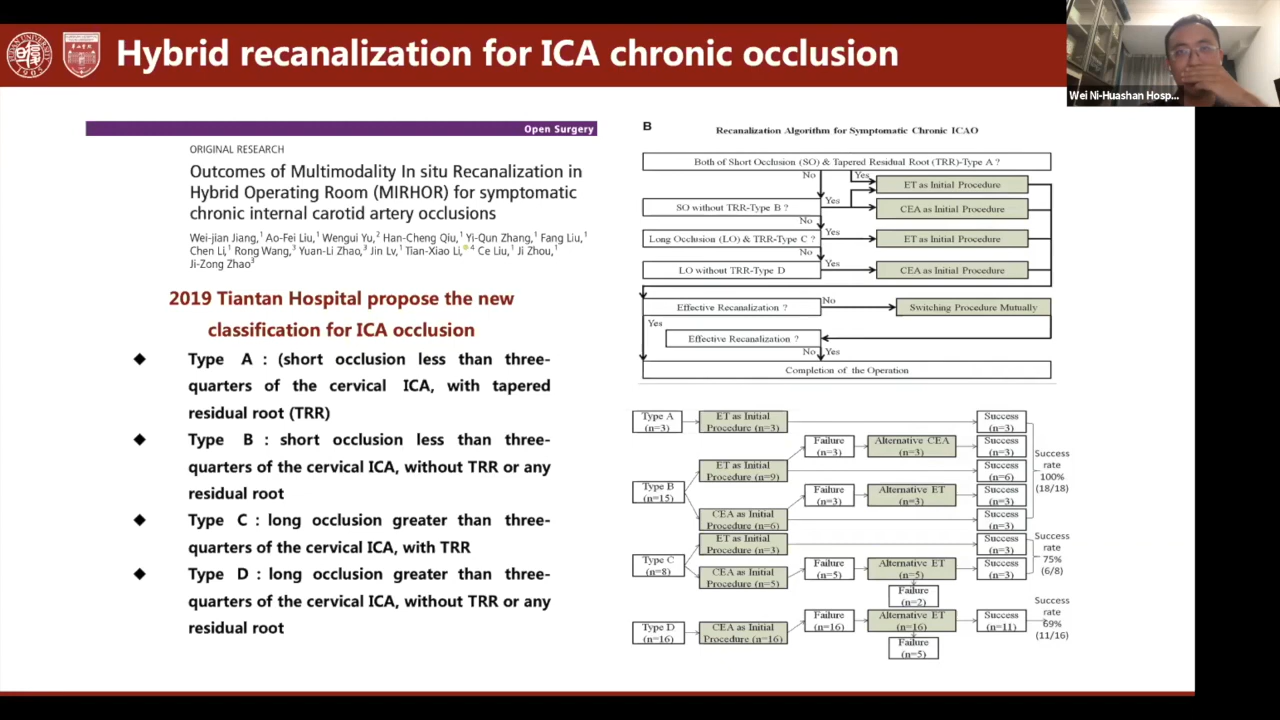 Hybrid recanalization for ICA chronic occlusion
Wei Ni-Huashan Hosp...
Open Surgery
ORIGINAL RESEARCH
Outcomes of Multimodality In situ Recanalization in
Hybrid Operating Room (MIRHOR) for symptomatic
chronic internal carotid artery occlusions
Wei-jian Jiang,1 Ao-Fei Liu,1 Wengui Yu,2 Han-Cheng Qiu,1 Yi-Qun Zhang,1 Fang Liu,1
Chen Li,1 Rong Wang,3 Yuan-Li Zhao,3 Jin Lv,1 Tian-Xiao Li,4 Ce Liu,1 Ji Zhou,1
Ji-Zong Zhao3
2019 Tiantan Hospital propose the new
classification for ICA occlusion
◆ Type A : (short occlusion less than three-
quarters of the cervical ICA, with tapered
residual root (TRR)
◆ Type B : short occlusion less than three-
quarters of the cervical ICA, without TRR or any
residual root
◆ Type C : long occlusion greater than three-
quarters of the cervical ICA, with TRR
◆ Type D : long occlusion greater than three-
quarters of the cervical ICA, without TRR or any
residual root
B
Recanalization Algorithm for Symptomatic Chronic ICAO
Both of Short Occlusion (SO) & Tapered Residual Root (TRR)-Type A ?
No
Yes
ET as Initial Procedure
SO without TRR-Type B ?
Yes
CEA as Initial Procedure
No
Long Occlusion (LO) & TRR-Type C ?
Yes
ET as Initial Procedure
No
LO without TRR-Type D
Yes
CEA as Initial Procedure
Effective Recanalization ?
No
Switching Procedure Mutually
Yes
Effective Recanalization ?
No
Yes
Completion of the Operation
Type A
(n=3)
ET as Initial
Procedure (n=3)
Success
(n=3)
Type B
(n=15)
ET as Initial
Procedure (n=9)
Failure
(n=3)
Alternative CEA
(n=3)
Success
(n=3)
Success
(n=6)
CEA as Initial
Procedure (n=6)
Failure
(n=3)
Alternative ET
(n=3)
Success
(n=3)
Success
(n=3)
Success
rate
100%
(18/18)
Type C
(n=8)
ET as Initial
Procedure (n=3)
Success
(n=3)
CEA as Initial
Procedure (n=5)
Failure
(n=5)
Alternative ET
(n=5)
Success
(n=3)
Failure
(n=2)
Success
rate
75%
(6/8)
Type D
(n=16)
CEA as Initial
Procedure (n=16)
Failure
(n=16)
Alternative ET
(n=16)
Success
(n=11)
Failure
(n=5)
Success
rate
69%
(11/16)